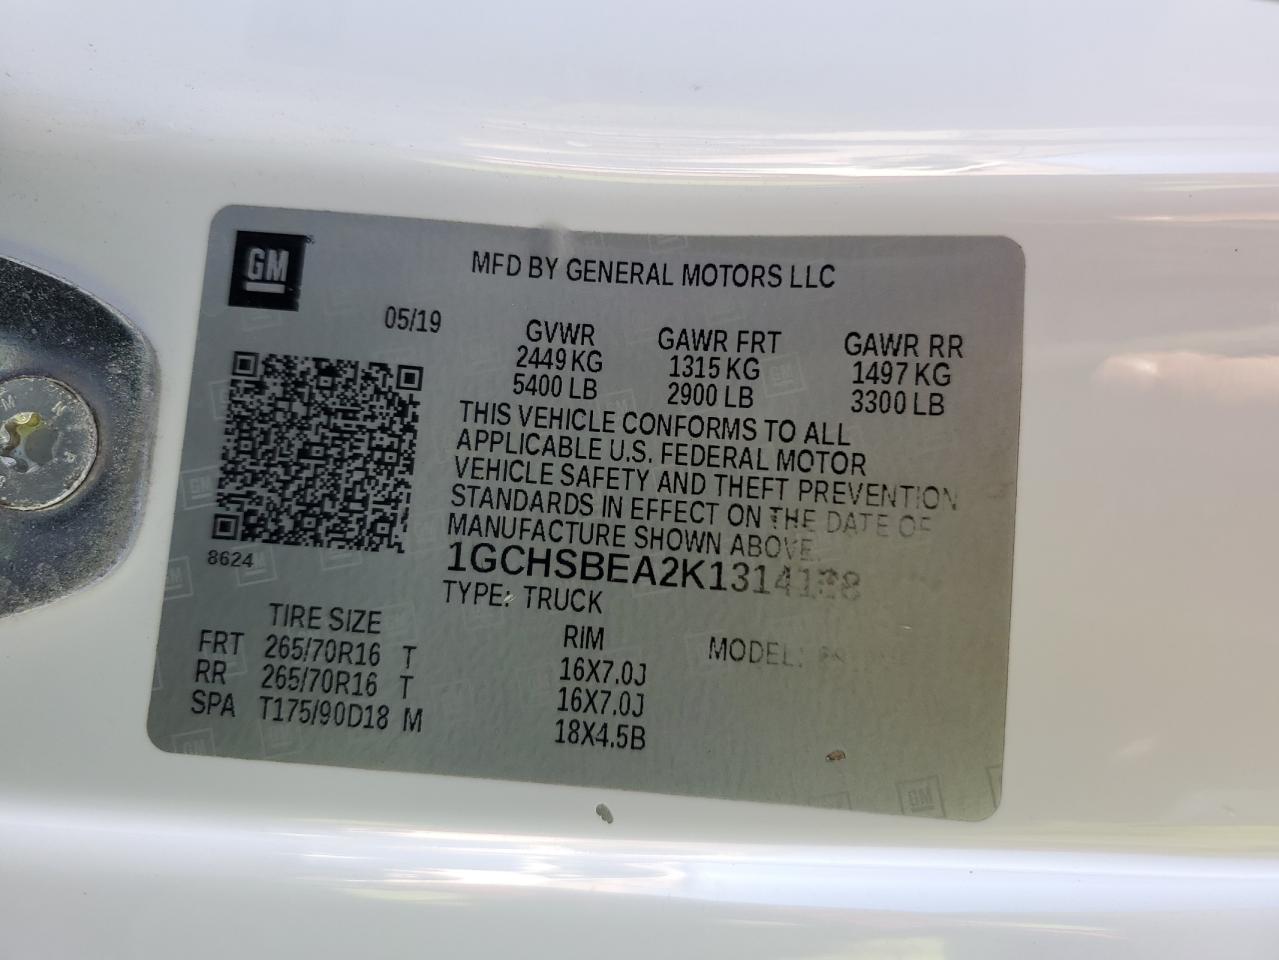 GM
MFD BY GENERAL MOTORS LLC
05/19
GVWR GAWR FRT GAWR RR
2449 KG 1315 KG 1497 KG
5400 LB 2900 LB 3300 LB
THIS VEHICLE CONFORMS TO ALL
APPLICABLE U.S. FEDERAL MOTOR
VEHICLE SAFETY AND THEFT PREVENTION
STANDARDS IN EFFECT ON THE DATE OF
MANUFACTURE SHOWN ABOVE.
8624
1GCHSBEA2K1314188
TYPE: TRUCK
TIRE SIZE RIM MODEL:
FRT 265/70R16 T 16X7.0J
RR 265/70R16 T 16X7.0J
SPA T175/90D18 M 18X4.5B